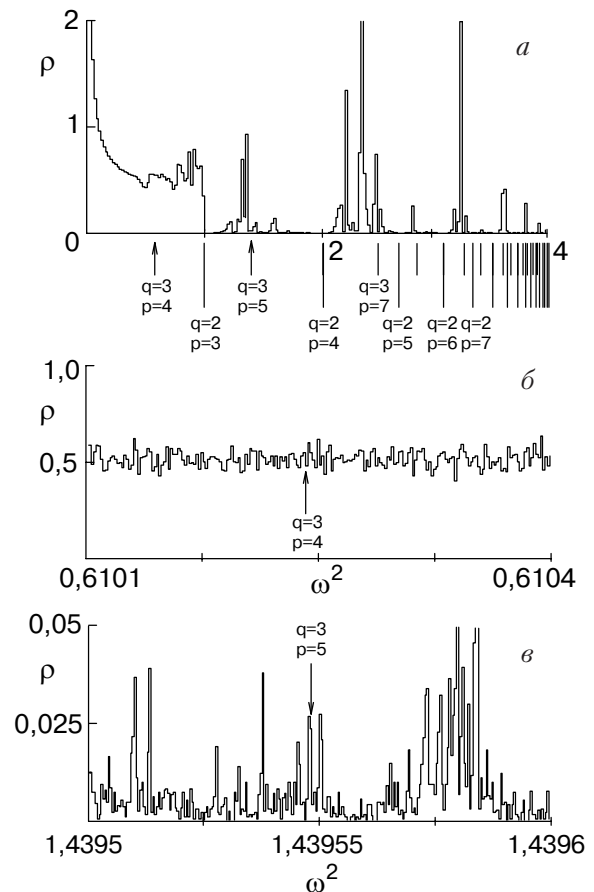 2
ρ
а
1
0
2
4
q=3
p=4
q=3
p=5
q=3
p=7
q=2
p=3
q=2
p=4
q=2
p=5
q=2
p=6
q=2
p=7
1,0
ρ
б
0,5
q=3
p=4
0,6101
ω²
0,6104
0,05
q=3
p=5
ρ
в
0,025
1,4395
1,43955
1,4396
ω²